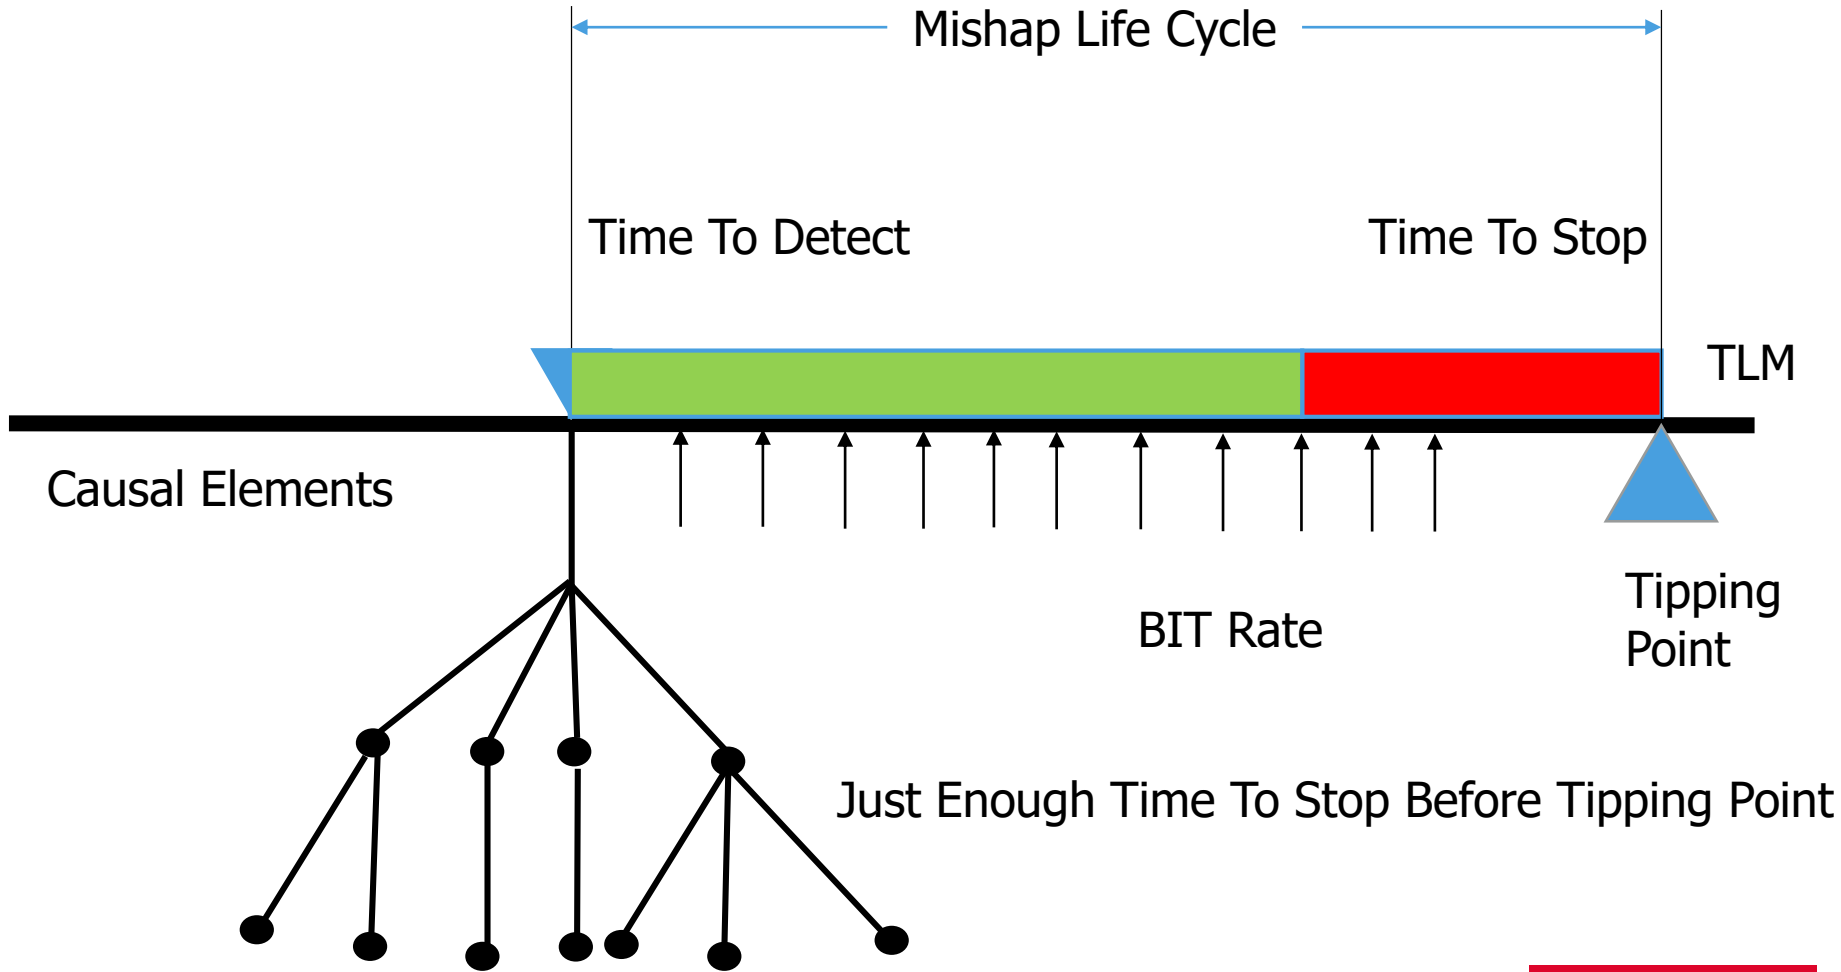 Mishap Life Cycle
Time To Detect
Time To Stop
TLM
Causal Elements
Tipping
Point
BIT Rate
Just Enough Time To Stop Before Tipping Point